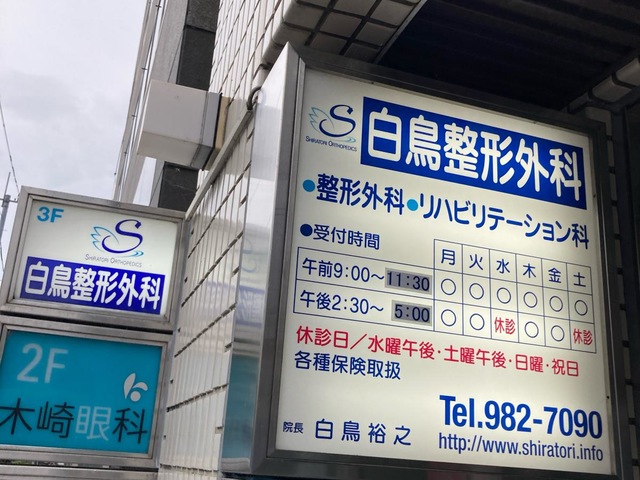 3F
S
SHIRATORI ORTHOPEDICS
白鳥整形外科
2F
k
木崎眼科
S
SHIRATORI ORTHOPEDICS
白鳥整形外科
●整形外科●リハビリテーション科
●受付時間 月 火 水 木 金 土
午前9:00～11:30 ○ ○ ○ ○ ○ ○
午後2:30～5:00 ○ ○ 休診 ○ ○ 休診
休診日／水曜午後・土曜午後・日曜・祝日
各種保険取扱
Tel.982-7090
院長 白鳥裕之
http://www.shiratori.info